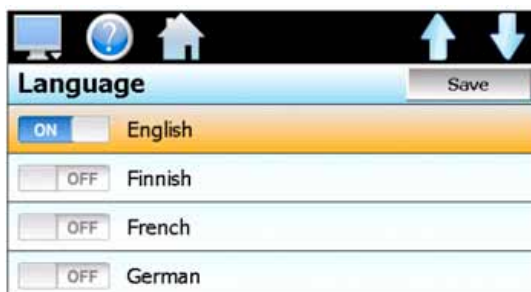 ?
Language
Save
ON English
OFF Finnish
OFF French
OFF German